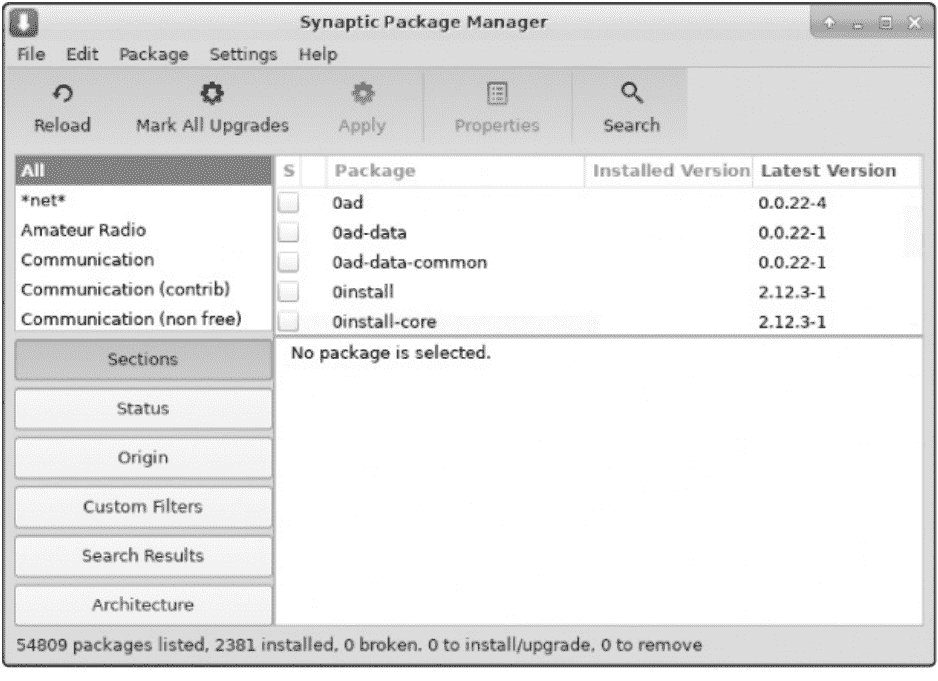 Synaptic Package Manager
File Edit Package Settings Help
Reload Mark All Upgrades Apply Properties Search
All
*net*
Amateur Radio
Communication
Communication (contrib)
Communication (non free)
Sections
Status
Origin
Custom Filters
Search Results
Architecture
S Package Installed Version Latest Version
0ad 0.0.22-4
0ad-data 0.0.22-1
0ad-data-common 0.0.22-1
0install 2.12.3-1
0install-core 2.12.3-1
No package is selected.
54809 packages listed, 2381 installed, 0 broken. 0 to install/upgrade, 0 to remove